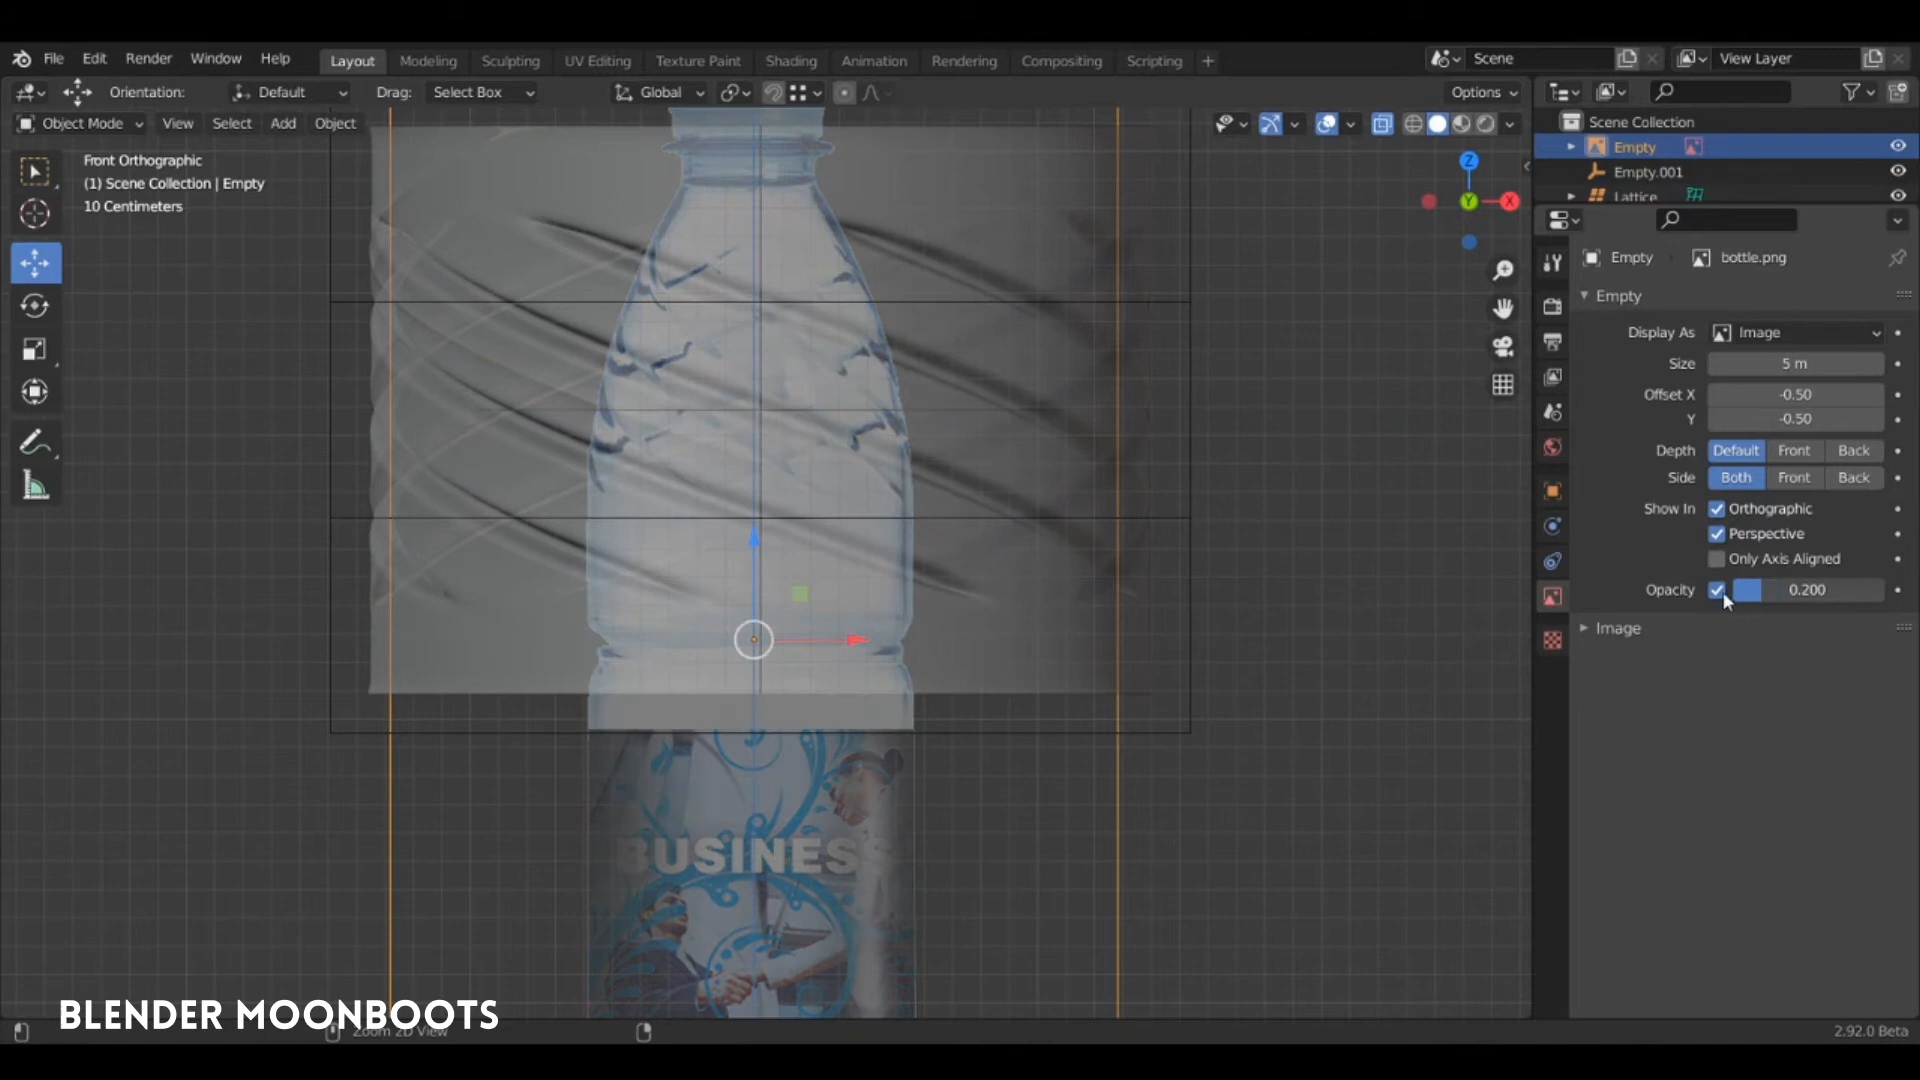 File Edit Render Window Help Layout Modeling Sculpting UV Editing Texture Paint Shading Animation Rendering Compositing Scripting + Scene View Layer
Orientation: Default Drag: Select Box Global Options
Object Mode View Select Add Object
Scene Collection
Front Orthographic
(1) Scene Collection | Empty
10 Centimeters
Z
Y
X
Empty
Empty.001
Lattice
Empty bottle.png
Empty
Display As Image
Size 5 m
Offset X -0.50
Y -0.50
Depth Default Front Back
Side Both Front Back
Show In Orthographic
Perspective
Only Axis Aligned
Opacity 0.200
Image
BUSINESS
BLENDER MOONBOOTS
Zoom 2D View
2.92.0 Beta